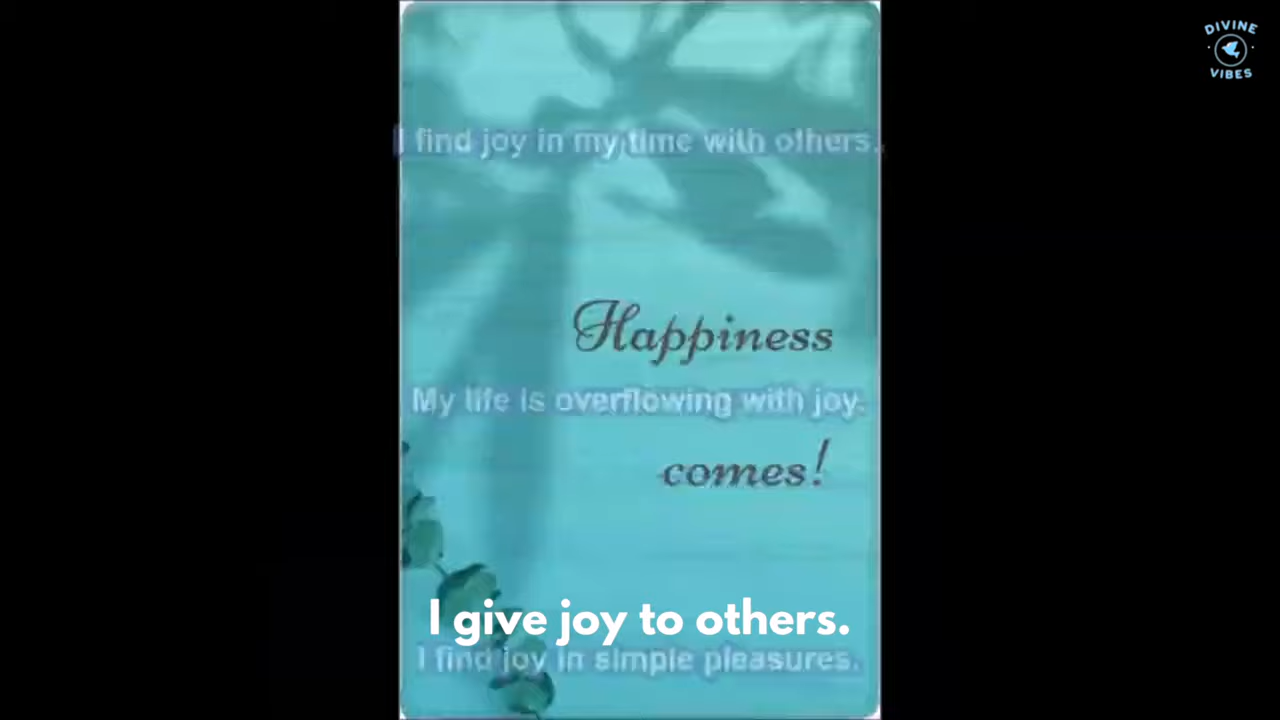 DIVINE
VIBES
I find joy in my time with others.
Happiness
My life is overflowing with joy.
comes!
I give joy to others.
I find joy in simple pleasures.